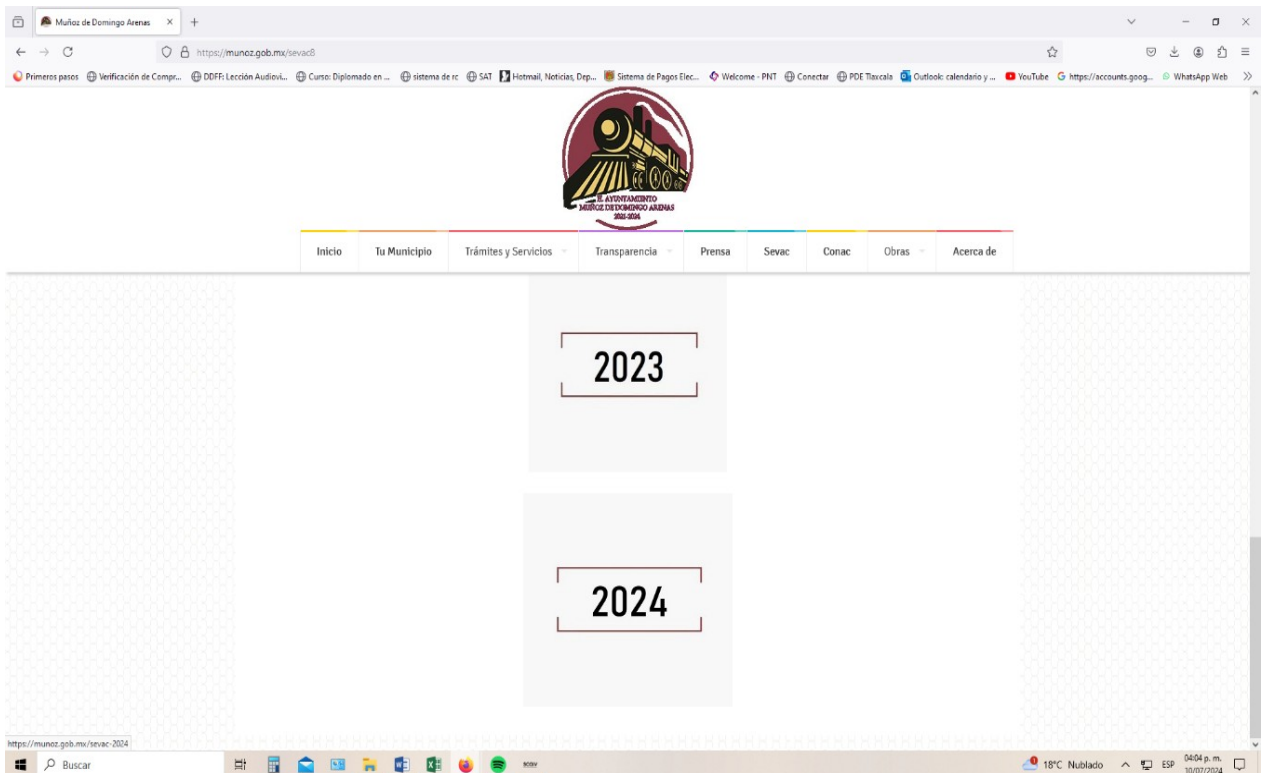 Muñoz de Domingo Arenas
https://munoz.gob.mx/sevac8
Primeros pasos Verificación de Compr... DDFF: Lección Audiovi... Curso: Diplomado en ... sistema de rc SAT Hotmail, Noticias, Dep... Sistema de Pagos Elec... Welcome - PNT Conectar PDE Tlaxcala Outlook: calendario y ... YouTube https://accounts.goog... WhatsApp Web
H. AYUNTAMIENTO
MUÑOZ DE DOMINGO ARENAS
2021-2024
Inicio Tu Municipio Trámites y Servicios Transparencia Prensa Sevac Conac Obras Acerca de
2023
2024
https://munoz.gob.mx/sevac-2024
Buscar
18°C Nublado ESP 04:04 p. m.
10/07/2024